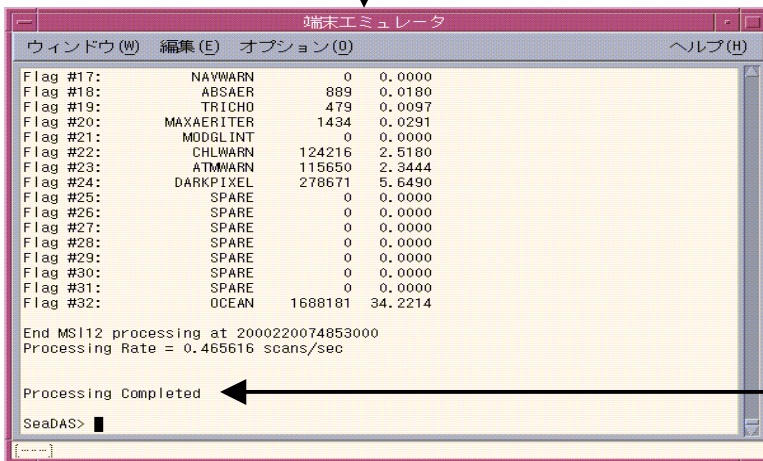 端末エミュレータ
ウィンドウ(W) 編集(E) オプション(O) ヘルプ(H)
Flag #17: NAVWARN 0 0.0000
Flag #18: ABSAER 889 0.0180
Flag #19: TRICHO 479 0.0097
Flag #20: MAXAERITER 1434 0.0291
Flag #21: MODGLINT 0 0.0000
Flag #22: CHLWARN 124216 2.5180
Flag #23: ATMWARN 115650 2.3444
Flag #24: DARKPIXEL 278671 5.6490
Flag #25: SPARE 0 0.0000
Flag #26: SPARE 0 0.0000
Flag #27: SPARE 0 0.0000
Flag #28: SPARE 0 0.0000
Flag #29: SPARE 0 0.0000
Flag #30: SPARE 0 0.0000
Flag #31: SPARE 0 0.0000
Flag #32: OCEAN 1688181 34.2214
End MSl12 processing at 2000220074853000
Processing Rate = 0.465616 scans/sec
Processing Completed
SeaDAS>
[---]